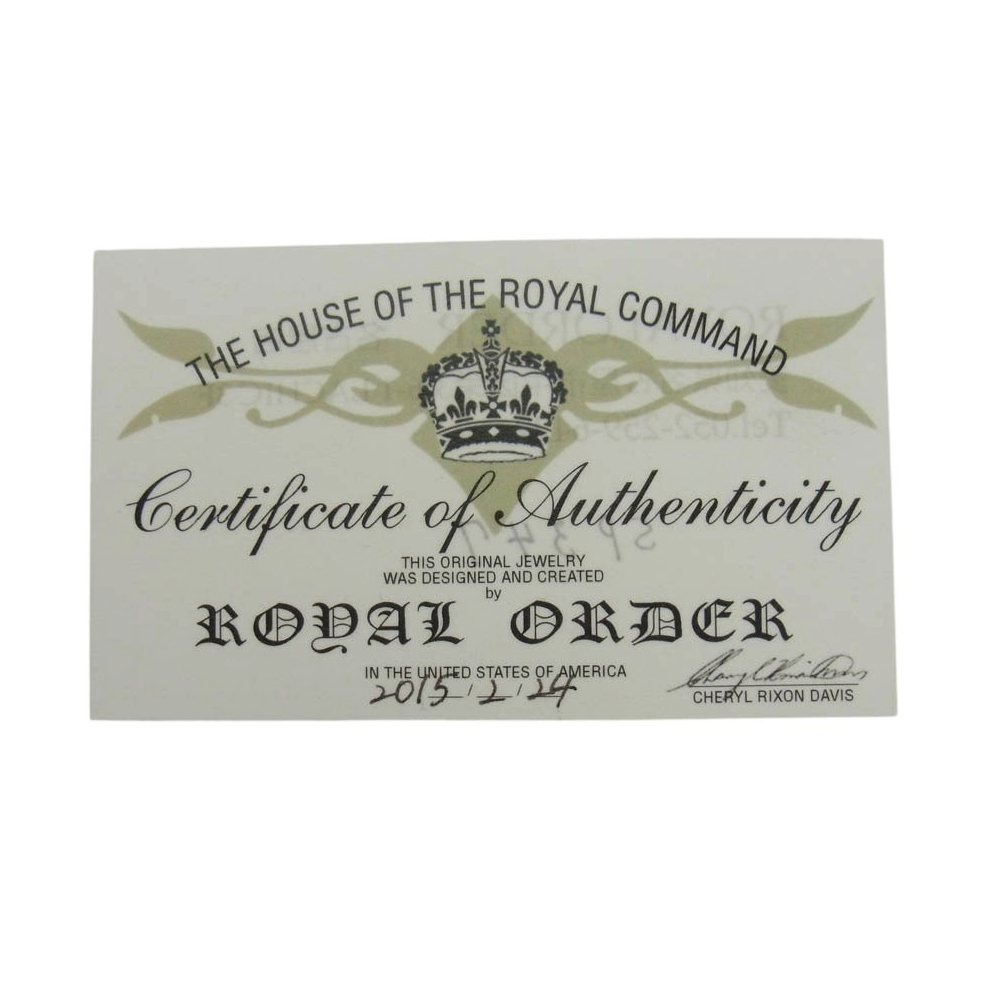 THE HOUSE OF THE ROYAL COMMAND
Certificate of Authenticity
THIS ORIGINAL JEWELRY
WAS DESIGNED AND CREATED
by
ROYAL ORDER
IN THE UNITED STATES OF AMERICA
2015/2/24
CHERYL RIXON DAVIS